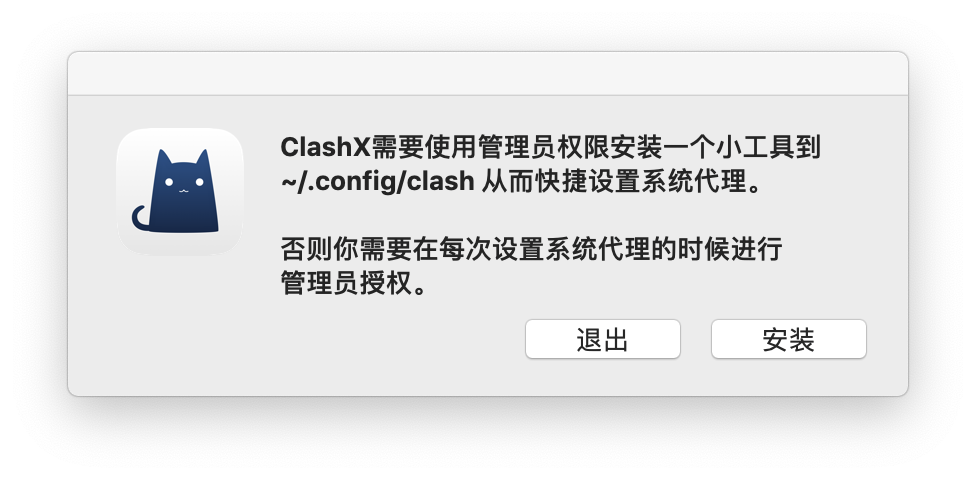 ClashX需要使用管理员权限安装一个小工具到
~/.config/clash 从而快捷设置系统代理。
否则你需要在每次设置系统代理的时候进行
管理员授权。
退出
安装